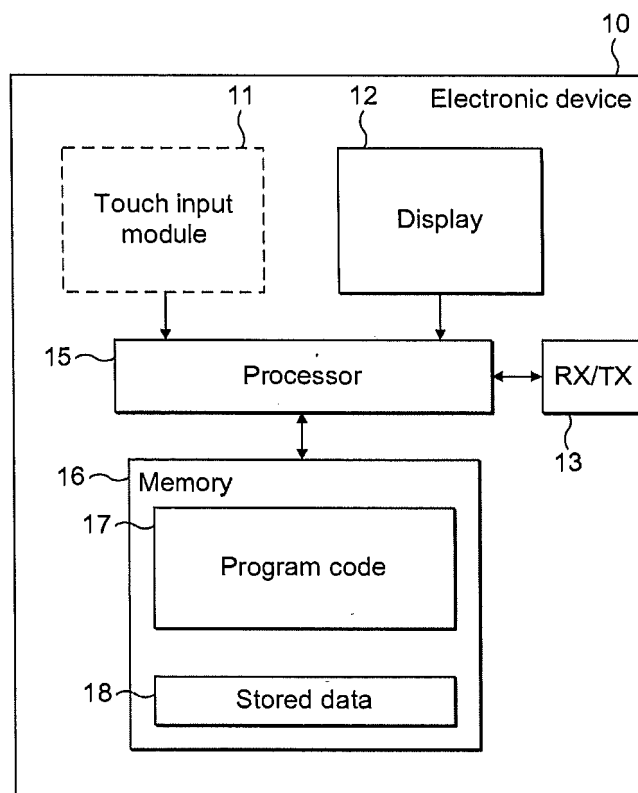 10
Electronic device
11
12
Touch input
module
Display
15
Processor
RX/TX
13
16
Memory
17
Program code
18
Stored data